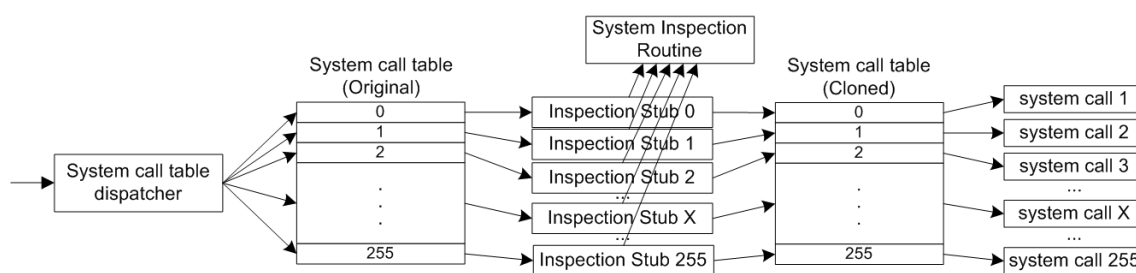 System call table
dispatcher
System call table
(Original)
0
1
2
.
.
.
255
System Inspection
Routine
Inspection Stub 0
Inspection Stub 1
Inspection Stub 2
...
Inspection Stub X
...
Inspection Stub 255
System call table
(Cloned)
0
1
2
.
.
.
255
system call 1
system call 2
system call 3
...
system call X
...
system call 255